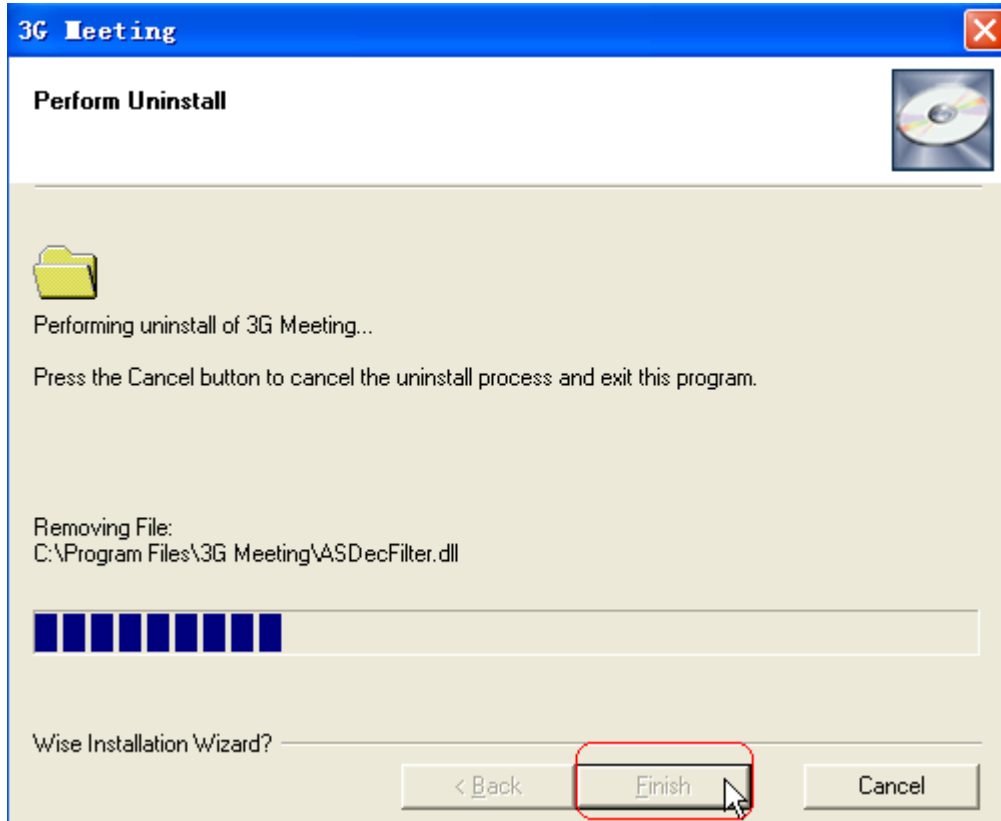 3G Meeting
Perform Uninstall
Performing uninstall of 3G Meeting...
Press the Cancel button to cancel the uninstall process and exit this program.
Removing File:
C:\Program Files\3G Meeting\ASDecFilter.dll
Wise Installation Wizard?
< Back
Finish
Cancel